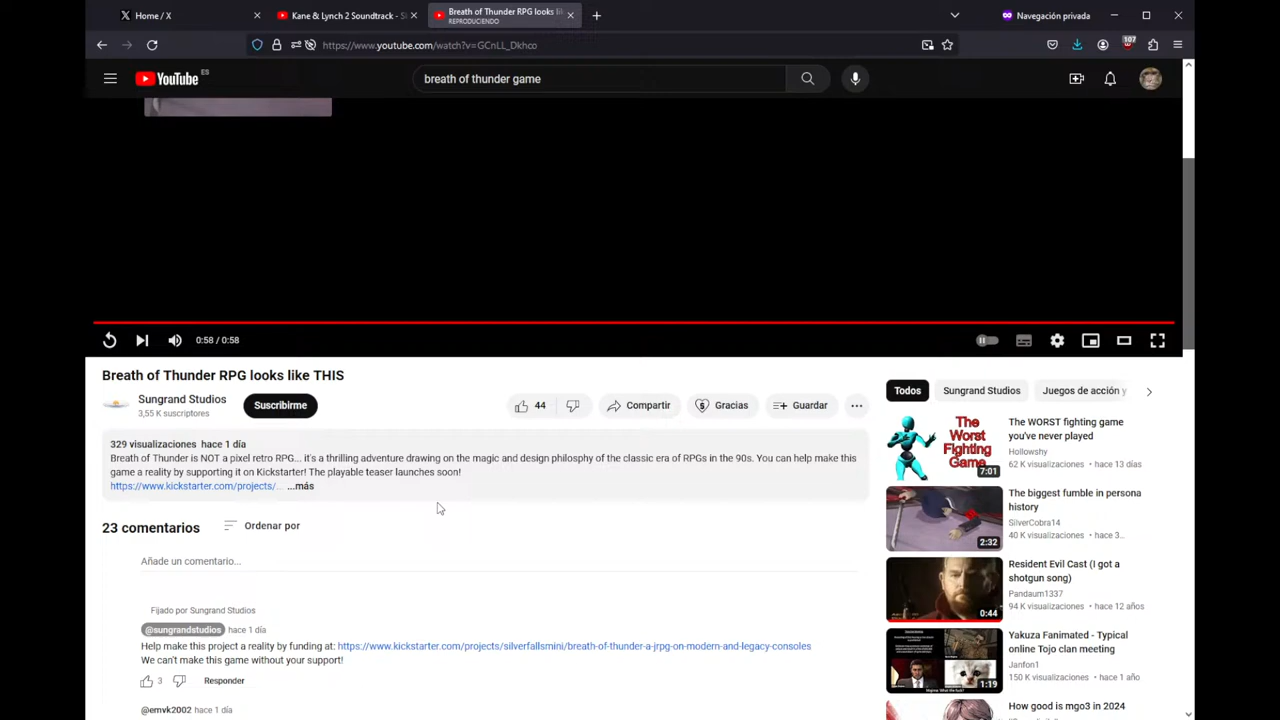 Home / X
Kane & Lynch 2 Soundtrack - S
Breath of Thunder RPG looks li
REPRODUCIENDO
Navegación privada
https://www.youtube.com/watch?v=GCnLL_Dkhco
107
YouTube ES
breath of thunder game
0:58 / 0:58
Breath of Thunder RPG looks like THIS
Sungrand Studios
3,55 K suscriptores
Suscribirme
44
Compartir
Gracias
Guardar
329 visualizaciones hace 1 día
Breath of Thunder is NOT a pixel retro RPG... it's a thrilling adventure drawing on the magic and design philosphy of the classic era of RPGs in the 90s. You can help make this
game a reality by supporting it on Kickstarter! The playable teaser launches soon!
https://www.kickstarter.com/projects/... ...más
23 comentarios
Ordenar por
Añade un comentario...
Fijado por Sungrand Studios
@sungrandstudios hace 1 día
Help make this project a reality by funding at: https://www.kickstarter.com/projects/silverfallsmini/breath-of-thunder-a-jrpg-on-modern-and-legacy-consoles
We can't make this game without your support!
3
Responder
@emvk2002 hace 1 día
Todos
Sungrand Studios
Juegos de acción y
The Worst Fighting Game
7:01
The WORST fighting game
you've never played
Hollowshy
62 K visualizaciones • hace 13 días
2:32
The biggest fumble in persona
history
SilverCobra14
40 K visualizaciones • hace 3...
0:44
Resident Evil Cast (I got a
shotgun song)
Pandaum1337
94 K visualizaciones • hace 12 años
1:19
Yakuza Fanimated - Typical
online Tojo clan meeting
Janfon1
150 K visualizaciones • hace 1 año
How good is mgo3 in 2024